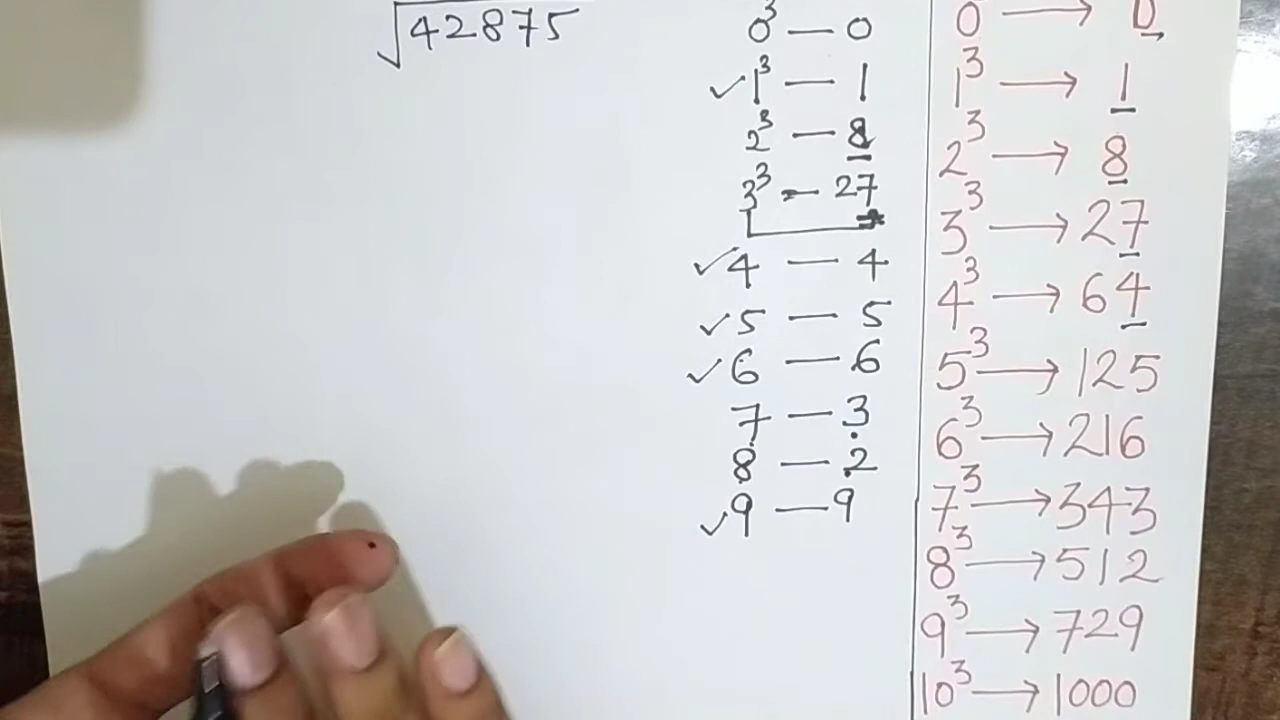 √42875
0³ — 0
1³ — 1
2³ — 8
3³ — 27
4 — 4
5 — 5
6 — 6
7 — 3
8 — 2
9 — 9
0 → 0
1³ → 1
2³ → 8
3³ → 27
4³ → 64
5³ → 125
6³ → 216
7³ → 343
8³ → 512
9³ → 729
10³ → 1000